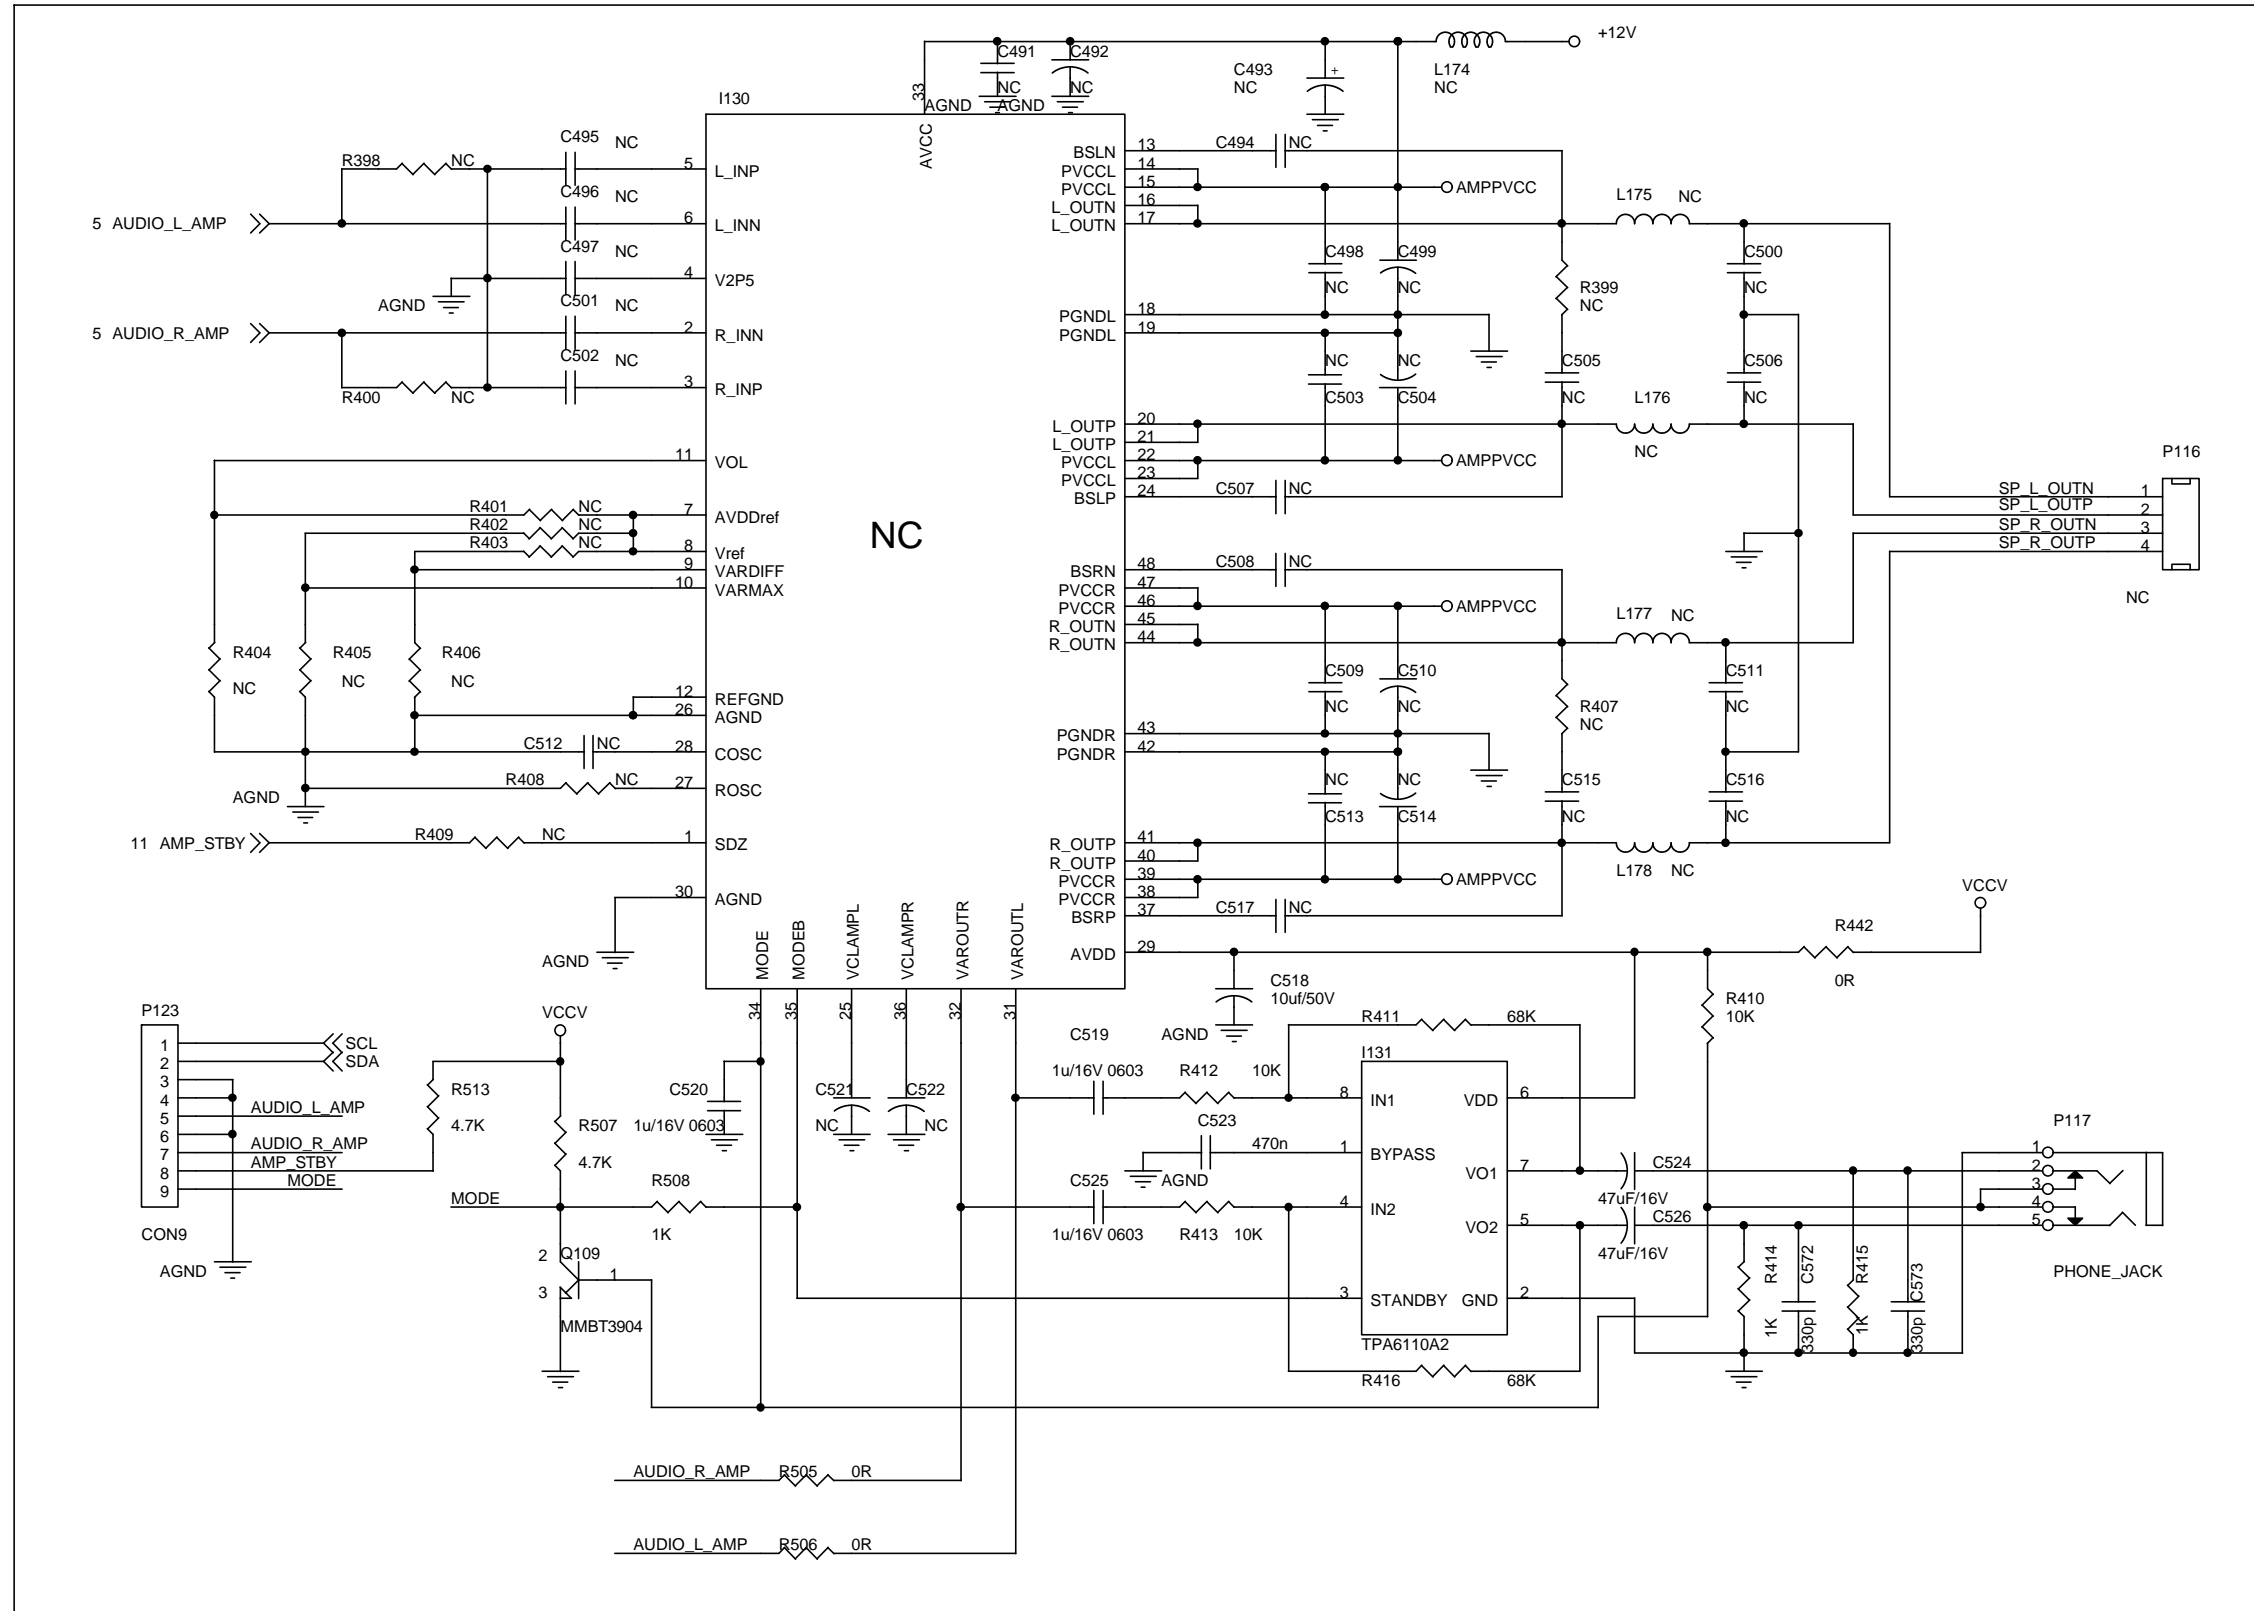 +12V
C491
C492
C493
NC
L174
NC
NC
NC
33
AGND
AGND
I130
AVCC
C495
NC
R398
NC
5
L_INP
C496
NC
5 AUDIO_L_AMP
6
L_INN
C497
NC
4
V2P5
AGND
C501
NC
5 AUDIO_R_AMP
2
R_INN
C502
NC
3
R_INP
R400
NC
11
VOL
R401
NC
7
AVDDref
R402
NC
R403
NC
8
Vref
9
VARDIFF
10
VARMAX
R404
NC
R405
NC
R406
NC
12
REFGND
26
AGND
C512
NC
28
COSC
R408
NC
27
ROSC
AGND
11 AMP_STBY
R409
NC
1
SDZ
30
AGND
AGND
NC
BSLN
13
C494
NC
PVCCL
14
PVCCL
15
AMPPVCC
L_OUTN
16
L_OUTN
17
L175
NC
C498
NC
C499
NC
R399
NC
C500
NC
PGNDL
18
PGNDL
19
NC
C503
NC
C504
C505
NC
C506
NC
L176
NC
L_OUTP
20
L_OUTP
21
PVCCL
22
AMPPVCC
PVCCL
23
BSLP
24
C507
NC
P116
SP_L_OUTN
1
SP_L_OUTP
2
SP_R_OUTN
3
SP_R_OUTP
4
NC
BSRN
48
C508
NC
PVCCR
47
PVCCR
46
AMPPVCC
R_OUTN
45
R_OUTN
44
L177
NC
C509
NC
C510
NC
R407
NC
C511
NC
PGNDR
43
PGNDR
42
NC
C513
NC
C514
C515
NC
C516
NC
R_OUTP
41
R_OUTP
40
L178
NC
PVCCR
39
AMPPVCC
PVCCR
38
BSRP
37
C517
NC
AVDD
29
VCCV
R442
0R
MODE
MODEB
VCLAMPL
VCLAMPR
VAROUTR
VAROUTL
34
35
25
36
32
31
C518
10uf/50V
AGND
R410
10K
P123
1
SCL
2
SDA
3
4
5
AUDIO_L_AMP
6
7
AUDIO_R_AMP
8
AMP_STBY
9
MODE
CON9
AGND
VCCV
R513
4.7K
R507
4.7K
C520
1u/16V 0603
C521
NC
C522
NC
MODE
R508
1K
2
Q109
3
1
MMBT3904
C519
1u/16V 0603
R412
10K
R411
68K
I131
8
IN1
VDD
6
C523
470n
1
BYPASS
AGND
VO1
7
C524
47uF/16V
C525
1u/16V 0603
R413
10K
4
IN2
VO2
5
C526
47uF/16V
3
STANDBY
GND
2
TPA6110A2
R416
68K
R414
1K
C572
330p
R415
1K
C573
330p
P117
1
2
3
4
5
PHONE_JACK
AUDIO_R_AMP
R505
0R
AUDIO_L_AMP
R506
0R